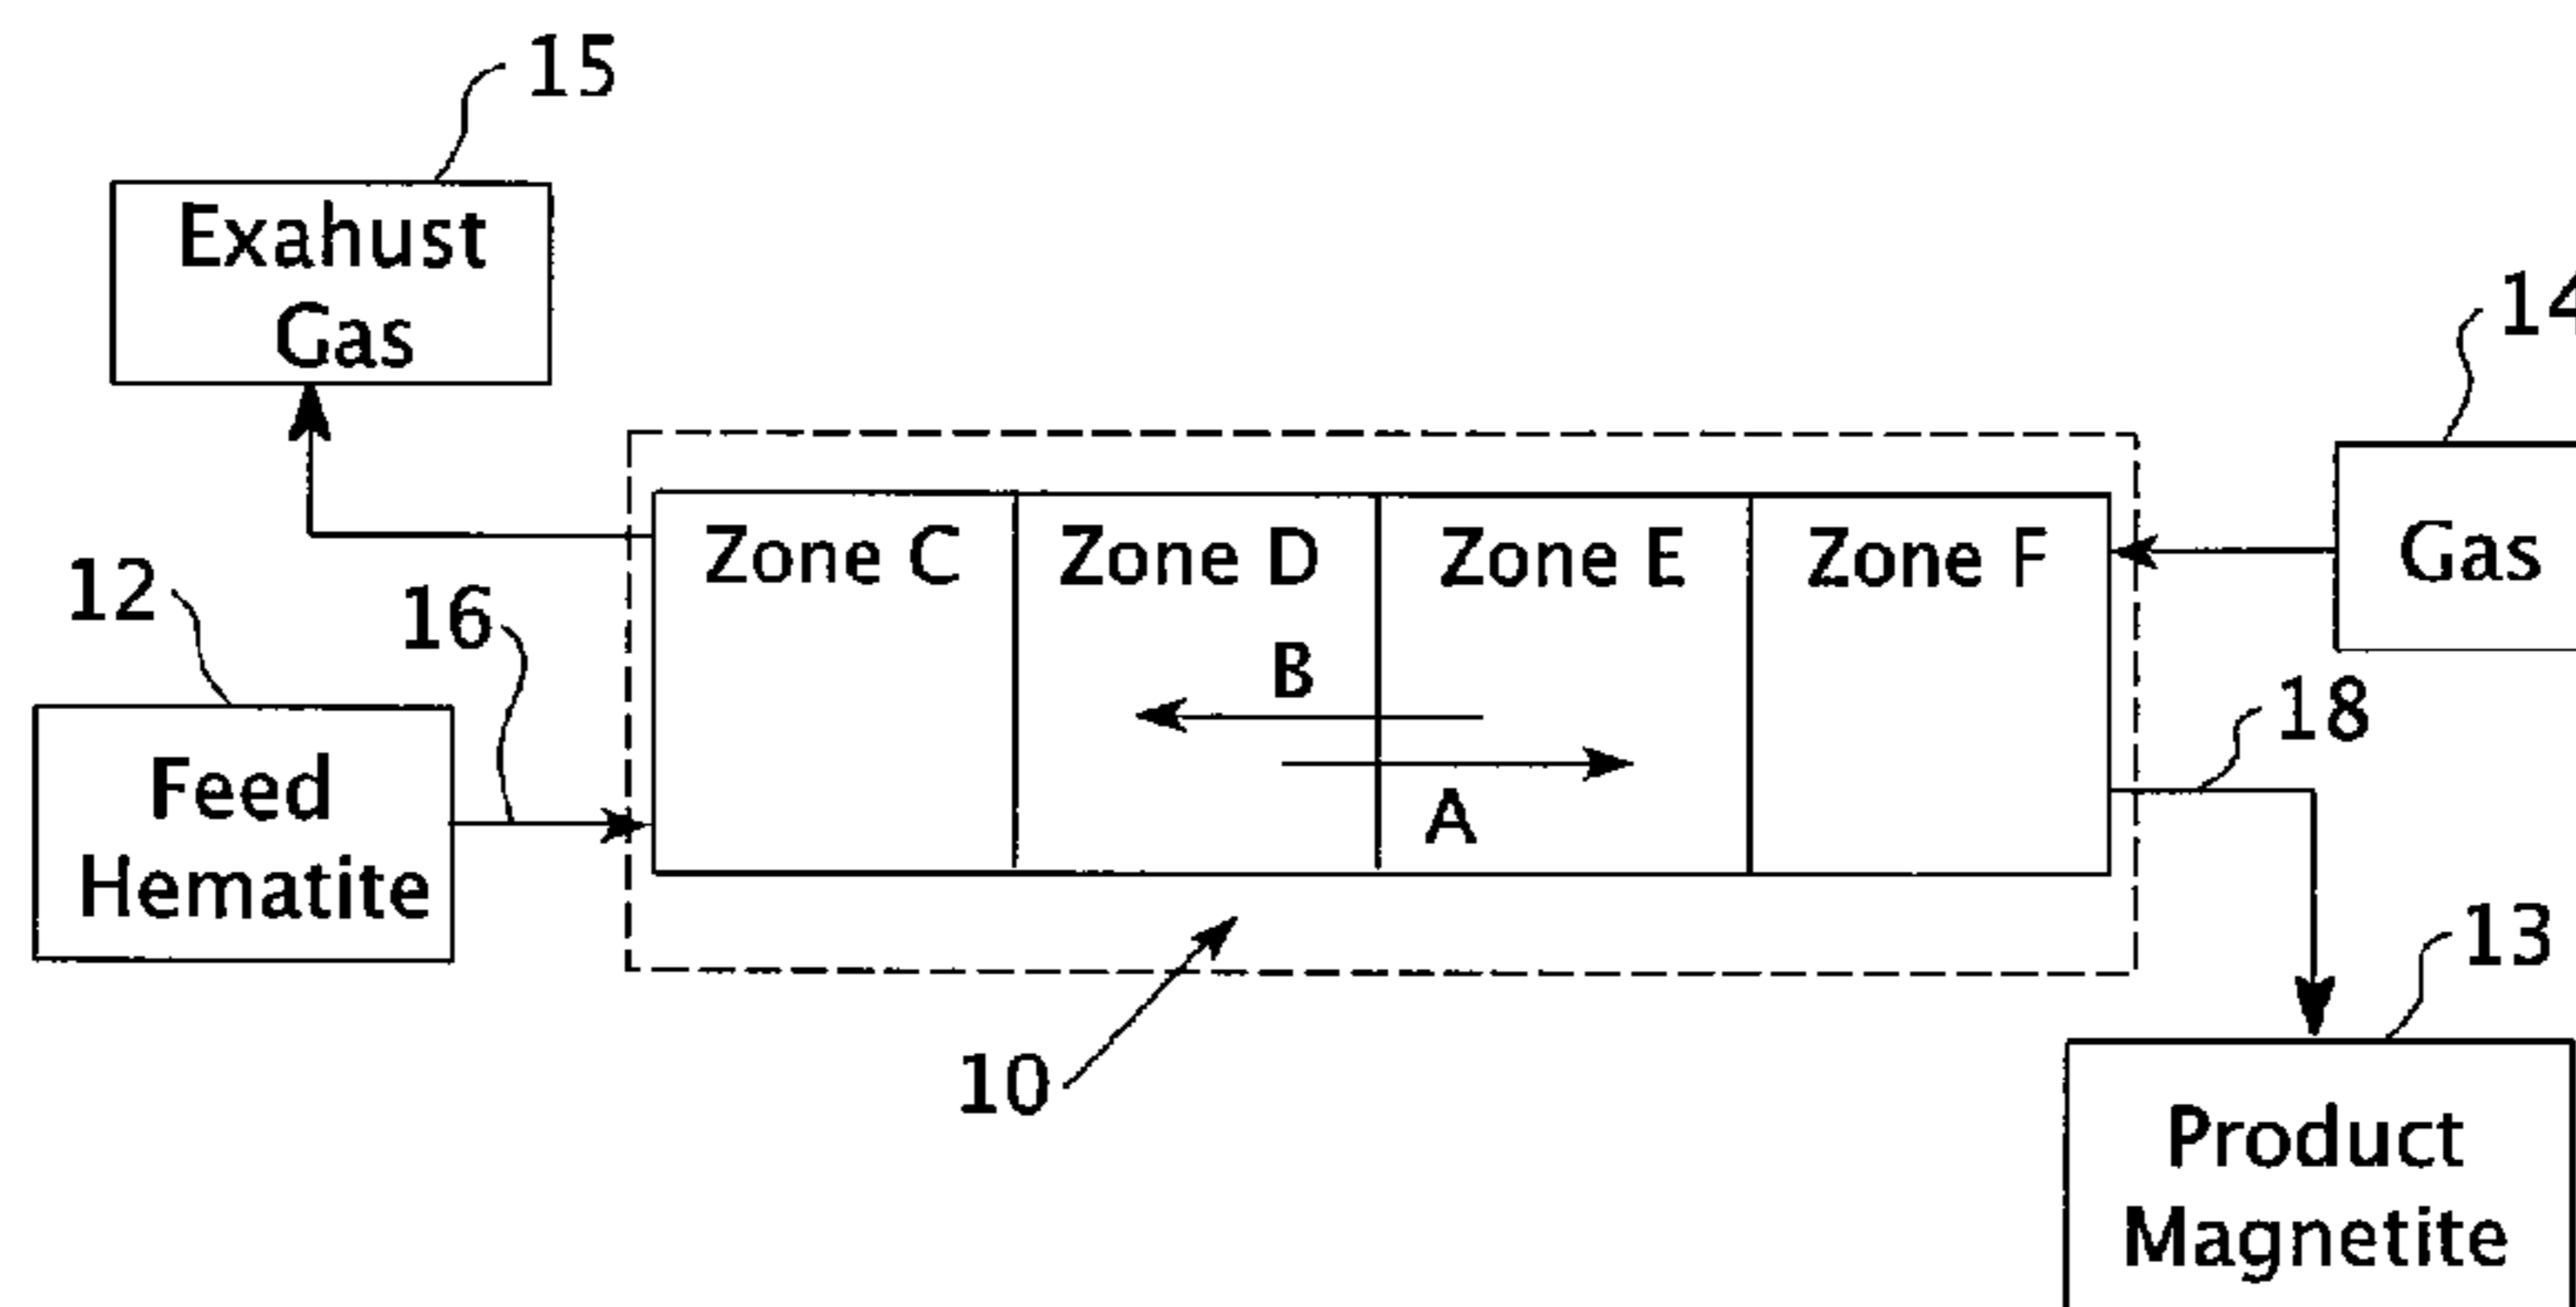 15
Exahust
Gas
14
Zone C
Zone D
Zone E
Zone F
Gas
12
16
B
18
Feed
Hematite
A
13
10
Product
Magnetite